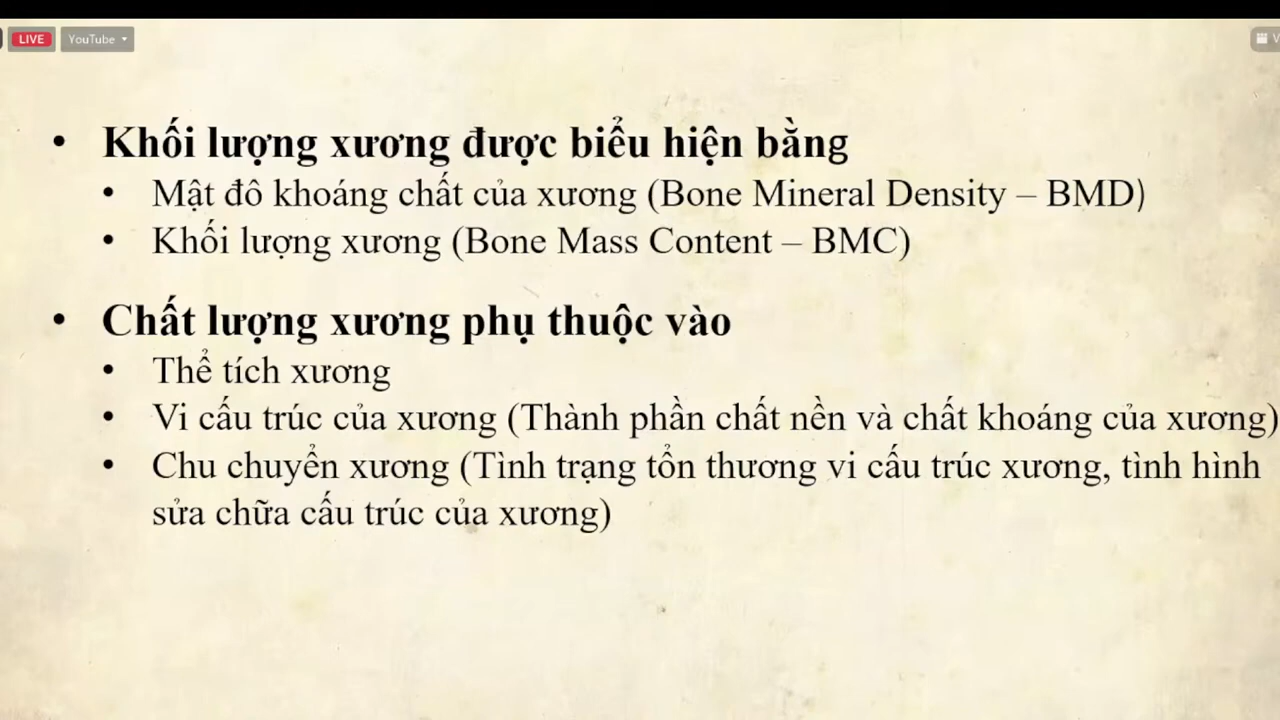 LIVE YouTube
V
• Khối lượng xương được biểu hiện bằng
• Mật đô khoáng chất của xương (Bone Mineral Density – BMD)
• Khối lượng xương (Bone Mass Content – BMC)
• Chất lượng xương phụ thuộc vào
• Thể tích xương
• Vi cấu trúc của xương (Thành phần chất nền và chất khoáng của xương)
• Chu chuyển xương (Tình trạng tổn thương vi cấu trúc xương, tình hình
sửa chữa cấu trúc của xương)